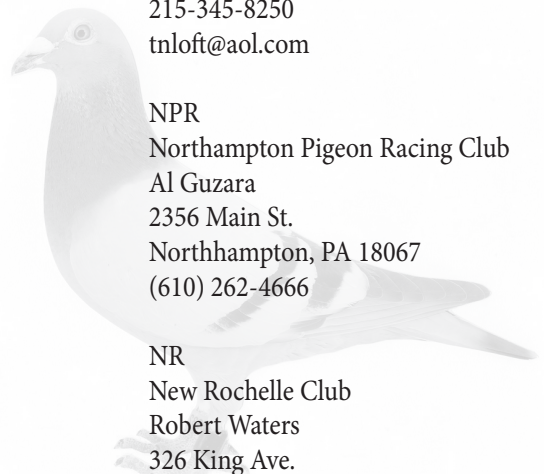 215-345-8250
tnloft@aol.com
NPR
Northampton Pigeon Racing Club
Al Guzara
2356 Main St.
Northhampton, PA 18067
(610) 262-4666
NR
New Rochelle Club
Robert Waters
326 King Ave.